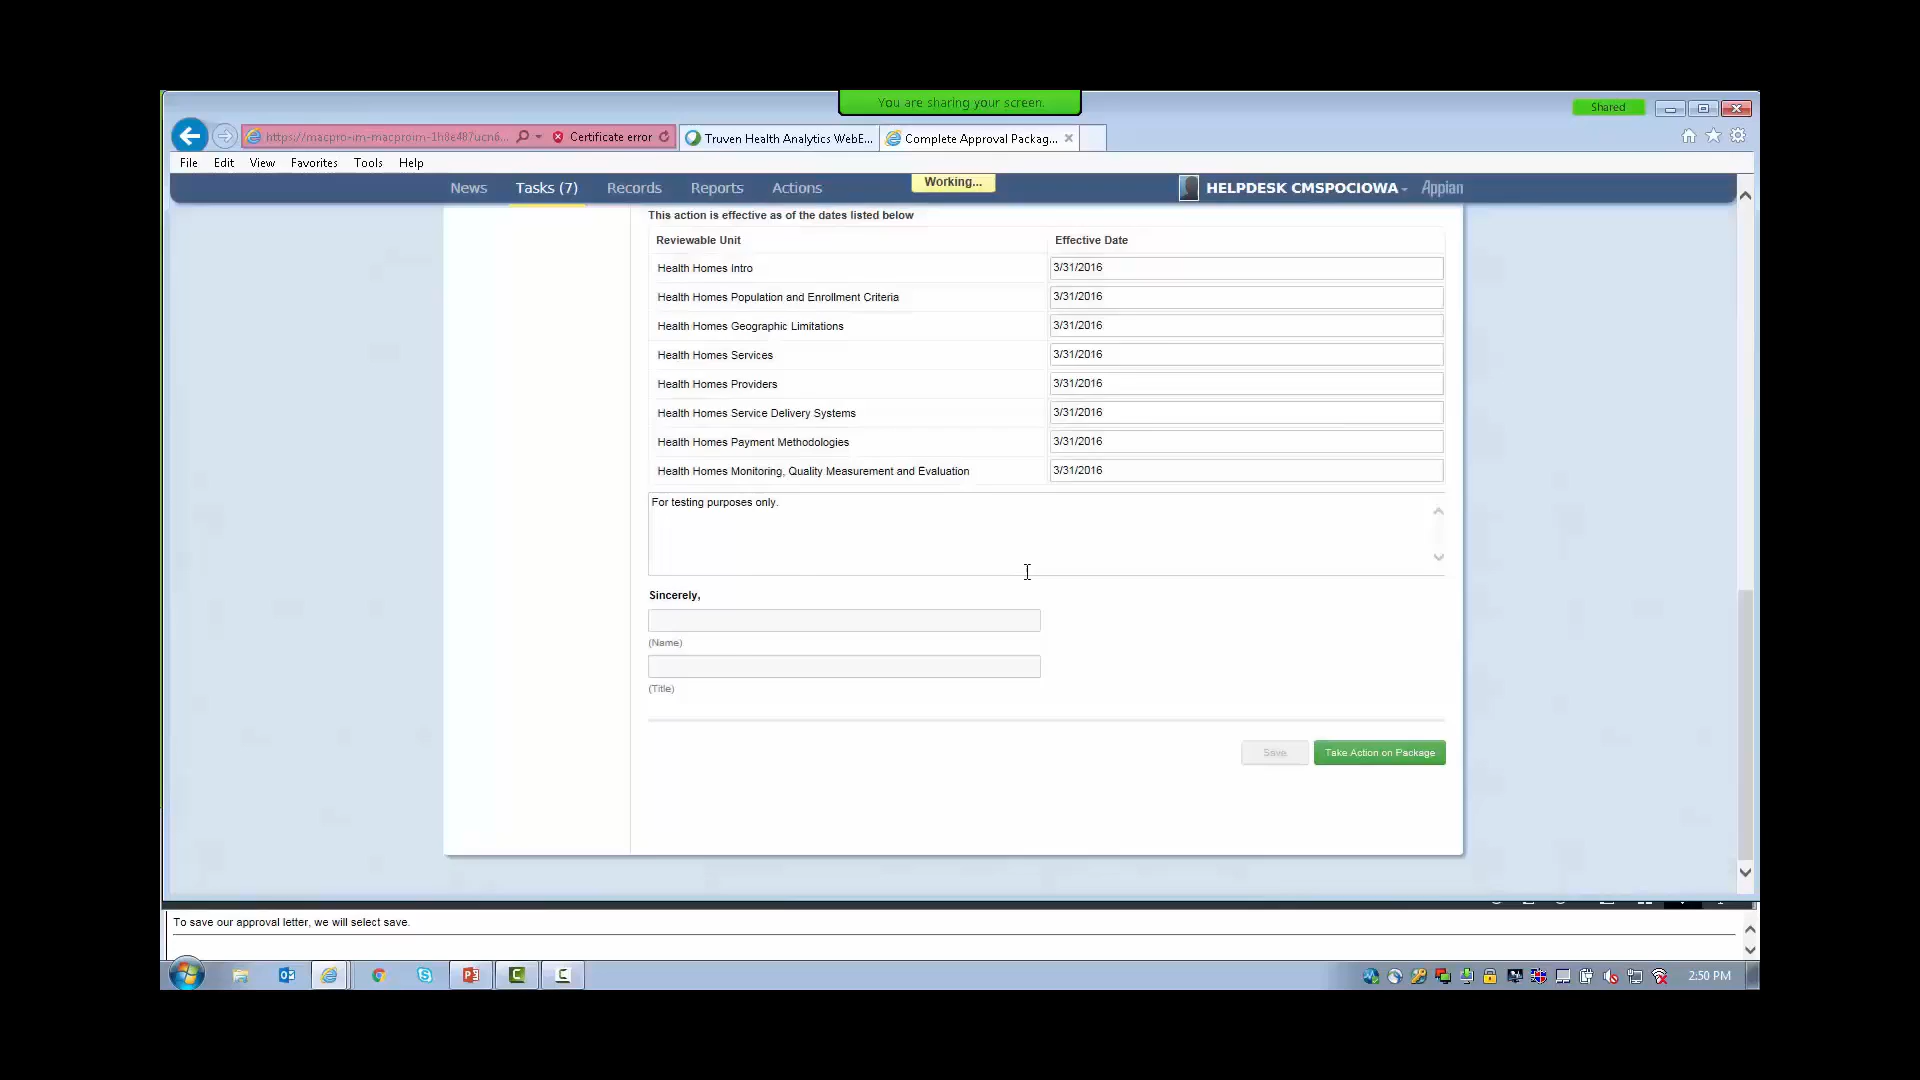 You are sharing your screen.
Shared
https://macpro-im-macproim-1h8e487ucn6... Certificate error
Truven Health Analytics WebE...
Complete Approval Packag...
File Edit View Favorites Tools Help
News Tasks (7) Records Reports Actions
Working...
HELPDESK CMSPOCIOWA
Appian
This action is effective as of the dates listed below
Reviewable Unit Effective Date
Health Homes Intro 3/31/2016
Health Homes Population and Enrollment Criteria 3/31/2016
Health Homes Geographic Limitations 3/31/2016
Health Homes Services 3/31/2016
Health Homes Providers 3/31/2016
Health Homes Service Delivery Systems 3/31/2016
Health Homes Payment Methodologies 3/31/2016
Health Homes Monitoring, Quality Measurement and Evaluation 3/31/2016
For testing purposes only.
Sincerely,
(Name)
(Title)
Save Take Action on Package
To save our approval letter, we will select save.
2:50 PM